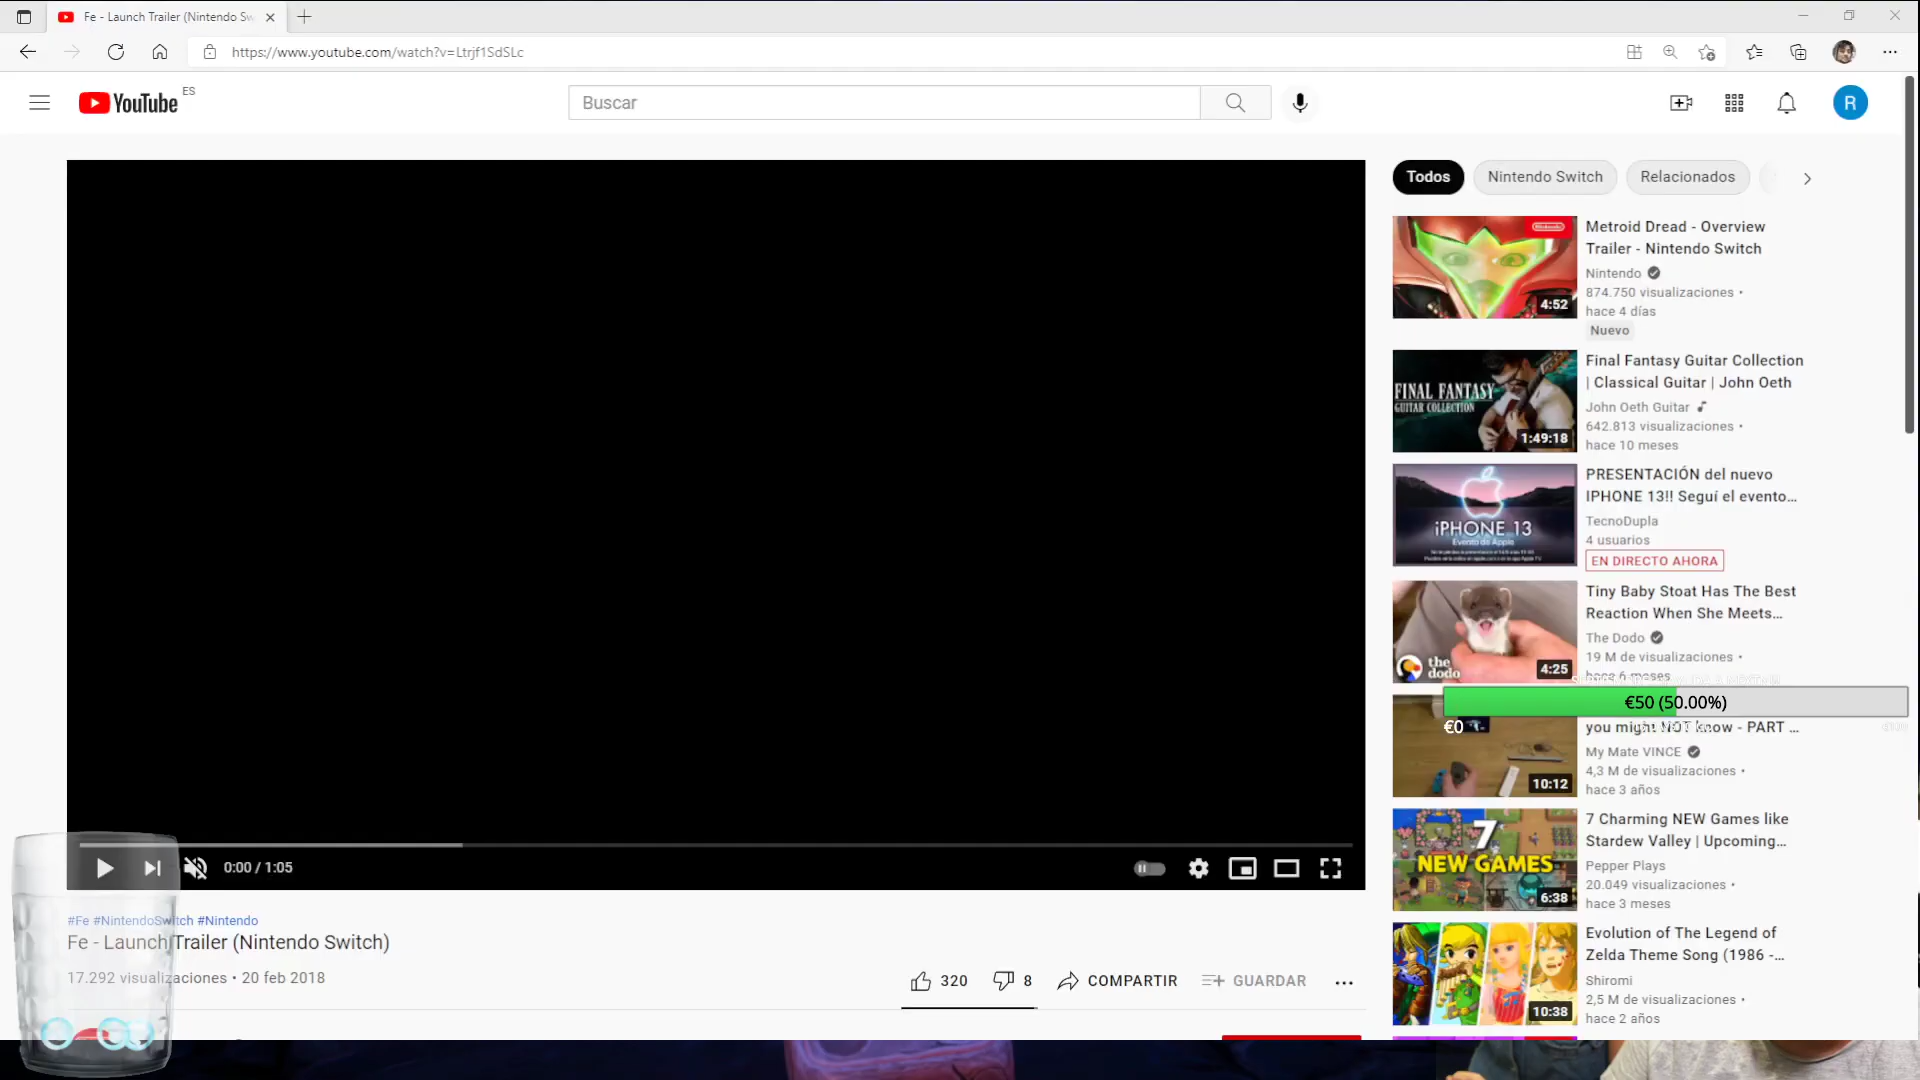 Fe - Launch Trailer (Nintendo Sw
https://www.youtube.com/watch?v=Ltrjf1SdSLc
YouTube ES
Buscar
R
Todos
Nintendo Switch
Relacionados
Metroid Dread - Overview
Trailer - Nintendo Switch
Nintendo
874.750 visualizaciones •
hace 4 días
Nuevo
4:52
FINAL FANTASY
GUITAR COLLECTION
1:49:18
Final Fantasy Guitar Collection
| Classical Guitar | John Oeth
John Oeth Guitar
642.813 visualizaciones •
hace 10 meses
iPHONE 13
Evento de Apple
PRESENTACIÓN del nuevo
IPHONE 13!! Seguí el evento...
TecnoDupla
4 usuarios
EN DIRECTO AHORA
the
dodo
4:25
Tiny Baby Stoat Has The Best
Reaction When She Meets...
The Dodo
19 M de visualizaciones •
hace 6 meses
€50 (50.00%)
€0
you might NOT know - PART ...
My Mate VINCE
4,3 M de visualizaciones •
hace 3 años
10:12
7
NEW GAMES
6:38
7 Charming NEW Games like
Stardew Valley | Upcoming...
Pepper Plays
20.049 visualizaciones •
hace 3 meses
10:38
Evolution of The Legend of
Zelda Theme Song (1986 -...
Shiromi
2,5 M de visualizaciones •
hace 2 años
0:00 / 1:05
#Fe #NintendoSwitch #Nintendo
Fe - Launch Trailer (Nintendo Switch)
17.292 visualizaciones • 20 feb 2018
320
8
COMPARTIR
GUARDAR